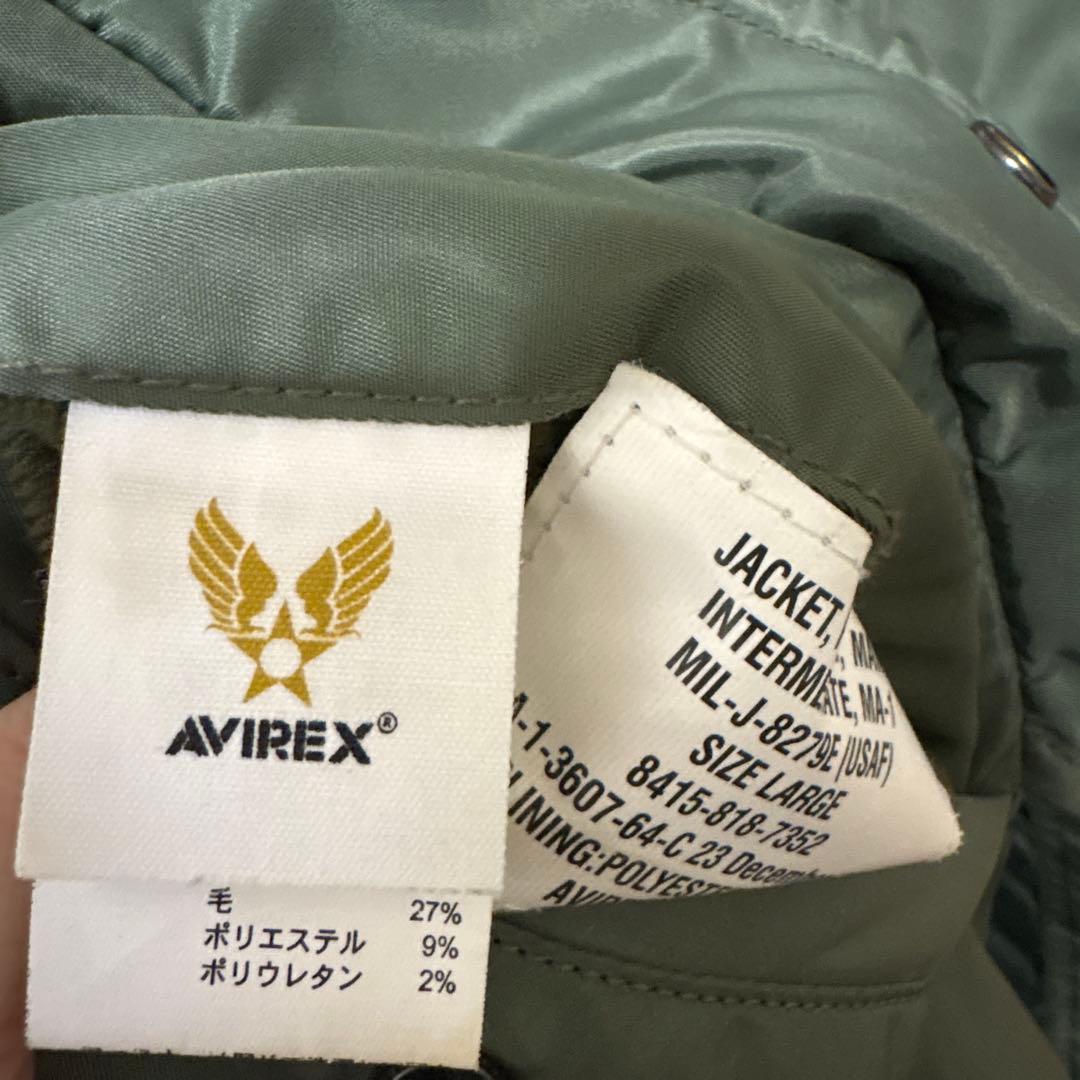 AVIREX®
毛 27%
ポリエステル 9%
ポリウレタン 2%
JACKET,
INTERM ATE, MA-1
MIL-J-8279E (USAF)
SIZE LARGE
8415-818-7352
-1-3607-64-C 23 December
LINING:POLYEST